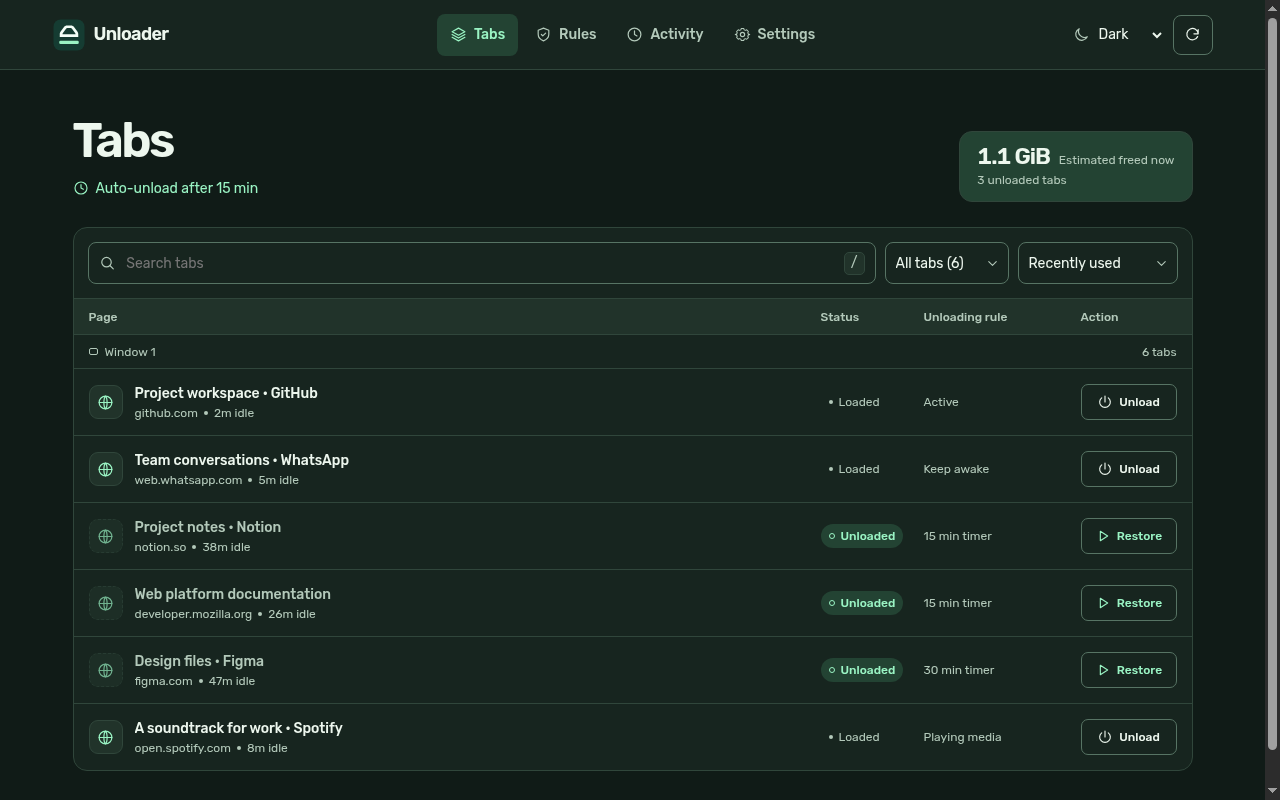 Unloader
Tabs
Rules
Activity
Settings
Dark
Tabs
Auto-unload after 15 min
1.1 GiB Estimated freed now
3 unloaded tabs
Search tabs
/
All tabs (6)
Recently used
Page Status Unloading rule Action
Window 1 6 tabs
Project workspace • GitHub
github.com • 2m idle
Loaded
Active
Unload
Team conversations • WhatsApp
web.whatsapp.com • 5m idle
Loaded
Keep awake
Unload
Project notes • Notion
notion.so • 38m idle
Unloaded
15 min timer
Restore
Web platform documentation
developer.mozilla.org • 26m idle
Unloaded
15 min timer
Restore
Design files • Figma
figma.com • 47m idle
Unloaded
30 min timer
Restore
A soundtrack for work • Spotify
open.spotify.com • 8m idle
Loaded
Playing media
Unload